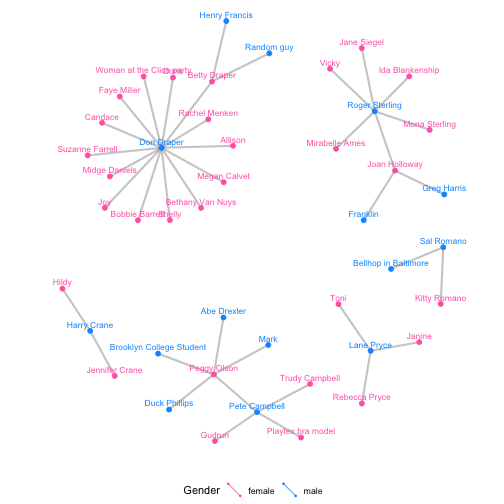 Henry Francis
Jane Siegel
Random guy
Vicky
Ida Blankenship
Woman at the Clios party
Betty Draper
Faye Miller
Roger Sterling
Candace
Rachel Menken
Mona Sterling
Don Draper
Allison
Mirabelle Ames
Suzanne Farrell
Joan Holloway
Midge Daniels
Megan Calvet
Greg Harris
Joy
Bethany Van Nuys
Bobbie Barrett
Shelly
Franklin
Sal Romano
Bellhop in Baltimore
Hildy
Toni
Kitty Romano
Abe Drexler
Harry Crane
Mark
Janine
Brooklyn College Student
Lane Pryce
Jennifer Crane
Peggy Olson
Trudy Campbell
Rebecca Pryce
Duck Phillips
Pete Campbell
Gudrun
Playtex bra model
Gender
female
male